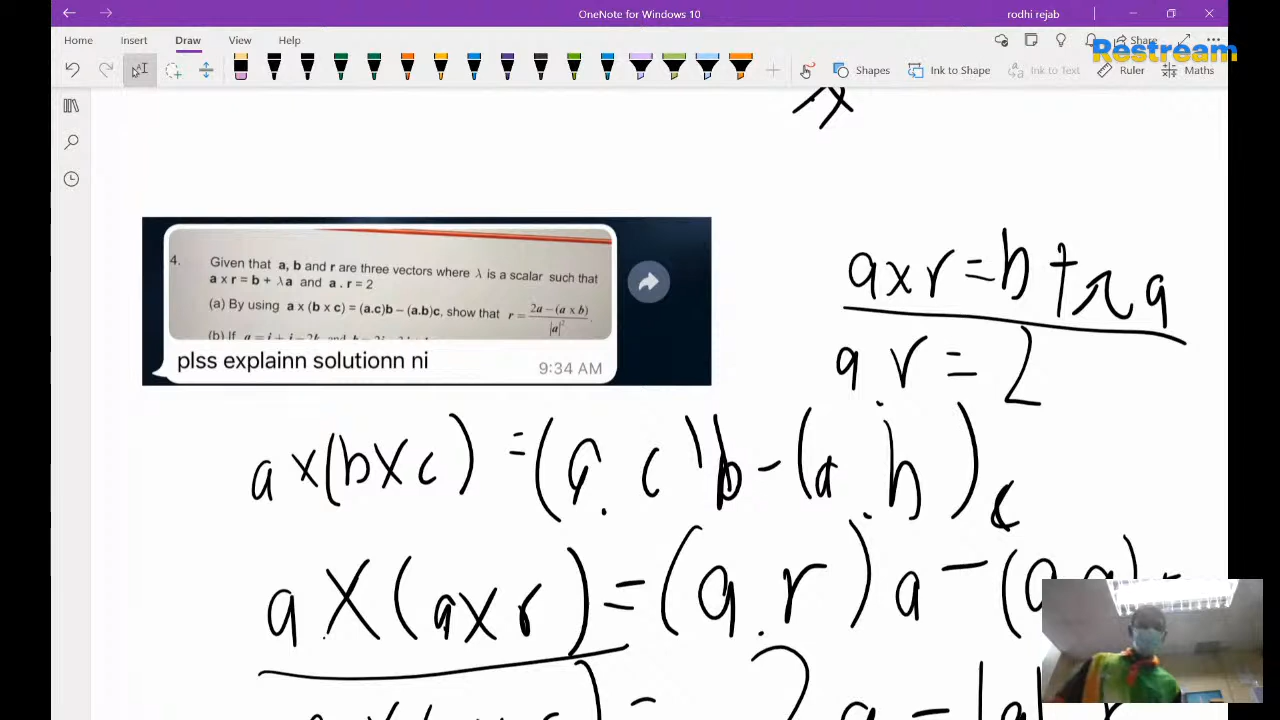 OneNote for Windows 10
rodhi rejab
Home Insert Draw View Help
Share
Restream
Shapes Ink to Shape Ink to Text Ruler Maths
4. Given that a, b and r are three vectors where λ is a scalar such that
a x r = b + λa and a . r = 2
(a) By using a x (b x c) = (a.c)b – (a.b)c, show that r = 2a – (a x b) / |a|².
plss explainn solutionn ni
9:34 AM
a x r = b + λ a
a . r = 2
a x (b x c) = (a . c) b - (a . b) c
a x (a x r) = (a . r) a - (a a)
2 a - |a| r